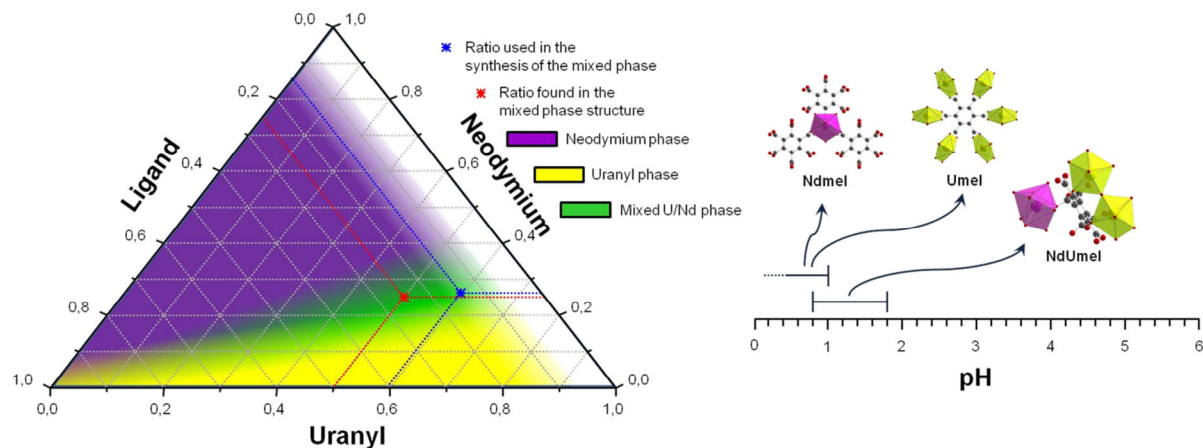 0,0
1,0
Ratio used in the
synthesis of the mixed phase
Ratio found in the
mixed phase structure
Neodymium phase
Uranyl phase
Mixed U/Nd phase
0,2
0,8
Ligand
Neodymium
0,4
0,6
0,6
0,4
0,8
0,2
1,0
0,0
0,0
0,2
0,4
0,6
0,8
1,0
Uranyl
Ndmel
Umel
NdUmel
0
1
2
3
4
5
6
pH